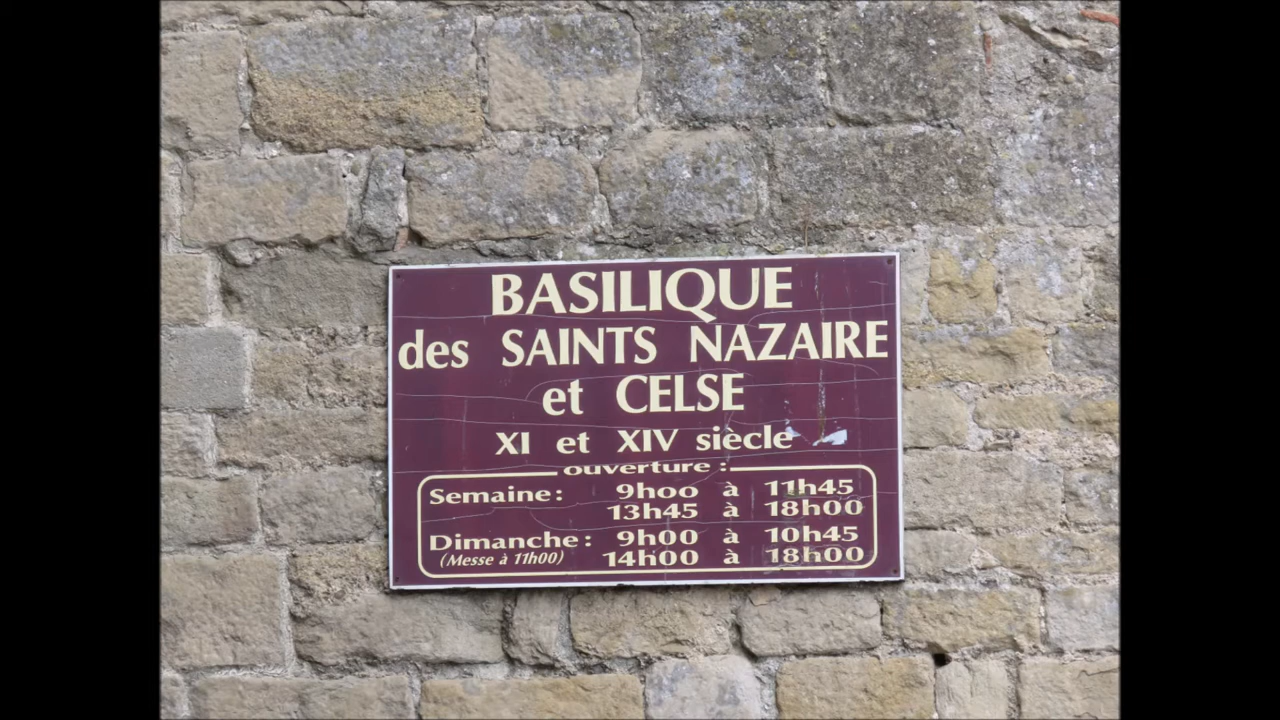 BASILIQUE
des SAINTS NAZAIRE
et CELSE
XI et XIV siècle
ouverture :
Semaine : 9hoo à 11h45
13h45 à 18h00
Dimanche : 9h00 à 10h45
(Messe à 11h00) 14h00 à 18h00